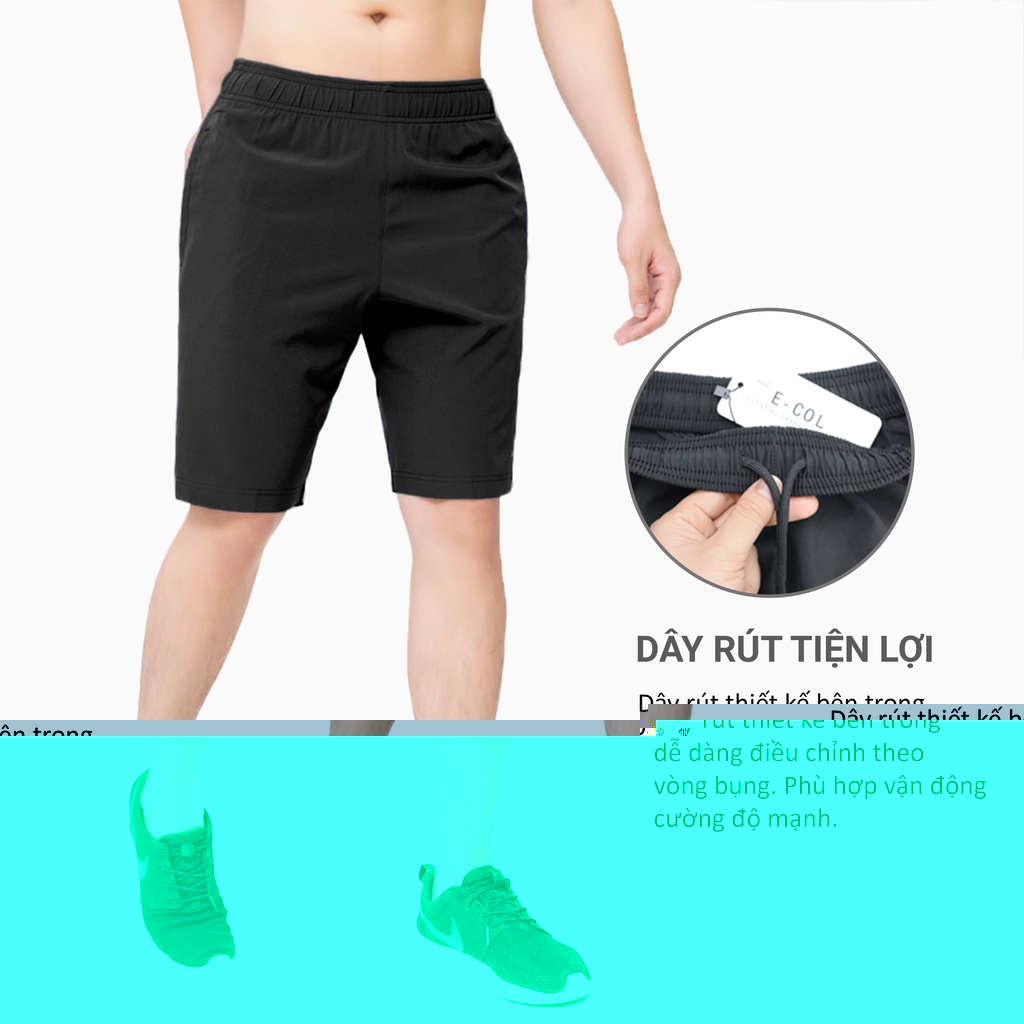 E-COL
DÂY RÚT TIỆN LỢI
Dây rút thiết kế bên trong
dễ dàng điều chỉnh theo
vòng bụng. Phù hợp vận động
cường độ mạnh.